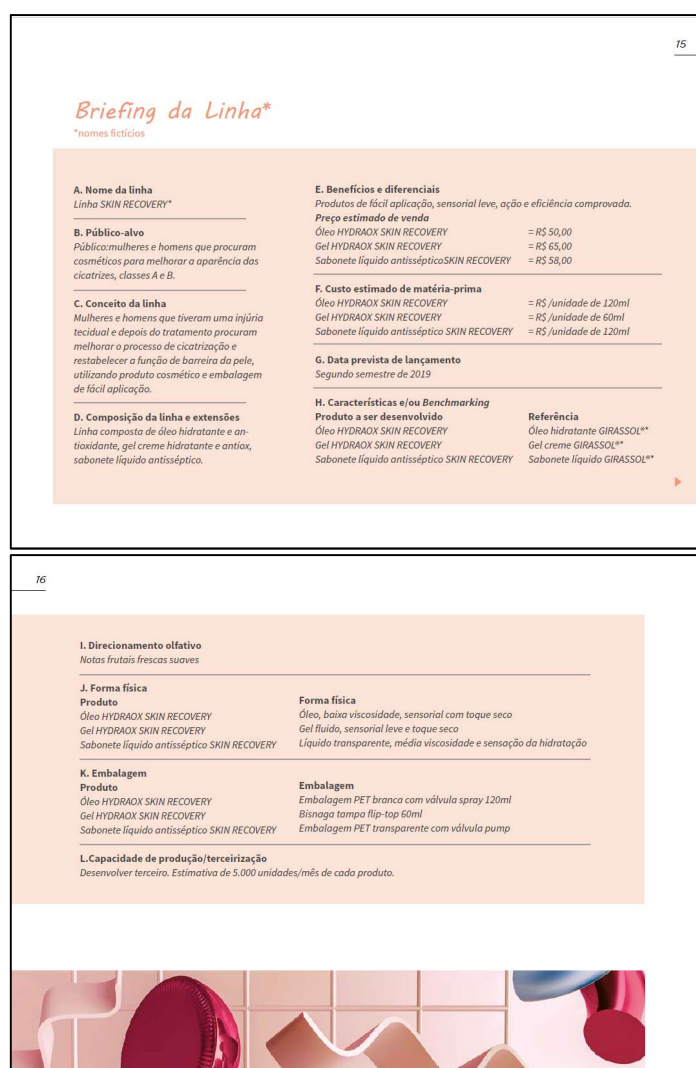 15
Briefing da Linha*
*nomes fictícios
A. Nome da linha
Linha SKIN RECOVERY*
B. Público-alvo
Público:mulheres e homens que procuram
cosméticos para melhorar a aparência das
cicatrizes, classes A e B.
C. Conceito da linha
Mulheres e homens que tiveram uma injúria
tecidual e depois do tratamento procuram
melhorar o processo de cicatrização e
restabelecer a função de barreira da pele,
utilizando produto cosmético e embalagem
de fácil aplicação.
D. Composição da linha e extensões
Linha composta de óleo hidratante e an-
tioxidante, gel creme hidratante e antiox,
sabonete líquido antisséptico.
E. Benefícios e diferenciais
Produtos de fácil aplicação, sensorial leve, ação e eficiência comprovada.
Preço estimado de venda
Óleo HYDRAOX SKIN RECOVERY = R$ 50,00
Gel HYDRAOX SKIN RECOVERY = R$ 65,00
Sabonete líquido antissépticoSKIN RECOVERY = R$ 58,00
F. Custo estimado de matéria-prima
Óleo HYDRAOX SKIN RECOVERY = R$ /unidade de 120ml
Gel HYDRAOX SKIN RECOVERY = R$ /unidade de 60ml
Sabonete líquido antisséptico SKIN RECOVERY = R$ /unidade de 120ml
G. Data prevista de lançamento
Segundo semestre de 2019
H. Características e/ou Benchmarking
Produto a ser desenvolvido Referência
Óleo HYDRAOX SKIN RECOVERY Óleo hidratante GIRASSOL®*
Gel HYDRAOX SKIN RECOVERY Gel creme GIRASSOL®*
Sabonete líquido antisséptico SKIN RECOVERY Sabonete líquido GIRASSOL®*
16
I. Direcionamento olfativo
Notas frutais frescas suaves
J. Forma física
Produto Forma física
Óleo HYDRAOX SKIN RECOVERY Óleo, baixa viscosidade, sensorial com toque seco
Gel HYDRAOX SKIN RECOVERY Gel fluido, sensorial leve e toque seco
Sabonete líquido antisséptico SKIN RECOVERY Líquido transparente, média viscosidade e sensação da hidratação
K. Embalagem
Produto Embalagem
Óleo HYDRAOX SKIN RECOVERY Embalagem PET branca com válvula spray 120ml
Gel HYDRAOX SKIN RECOVERY Bisnaga tampa flip-top 60ml
Sabonete líquido antisséptico SKIN RECOVERY Embalagem PET transparente com válvula pump
L.Capacidade de produção/terceirização
Desenvolver terceiro. Estimativa de 5.000 unidades/mês de cada produto.